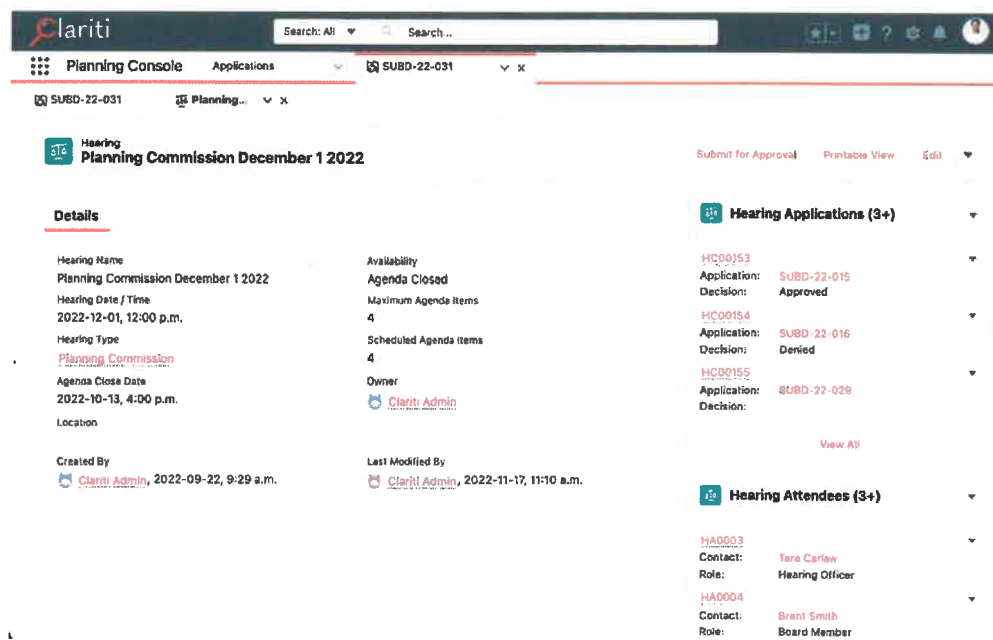 Clariti
Search: All
Search...
Planning Console
Applications
SUBD-22-031
SUBD-22-031
Planning...
Hearing
Planning Commission December 1 2022
Submit for Approval
Printable View
Edit
Details
Hearing Name
Planning Commission December 1 2022
Hearing Date / Time
2022-12-01, 12:00 p.m.
Hearing Type
Planning Commission
Agenda Close Date
2022-10-13, 4:00 p.m.
Location
Created By
Clariti Admin, 2022-09-22, 9:29 a.m.
Availability
Agenda Closed
Maximum Agenda Items
4
Scheduled Agenda Items
4
Owner
Clariti Admin
Last Modified By
Clariti Admin, 2022-11-17, 11:10 a.m.
Hearing Applications (3+)
HC00153
Application: SUBD-22-015
Decision: Approved
HC00154
Application: SUBD-22-016
Decision: Denied
HC00155
Application: SUBD-22-029
Decision:
View All
Hearing Attendees (3+)
HA0003
Contact: Tara Carlew
Role: Hearing Officer
HA0004
Contact: Brent Smith
Role: Board Member